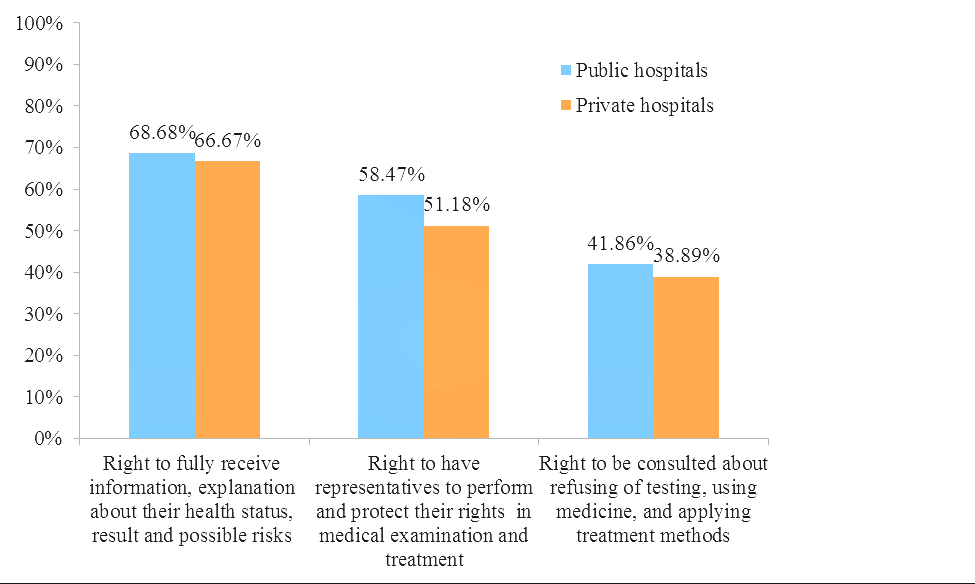 100%
90%
80%
70%
60%
50%
40%
30%
20%
10%
0%
Public hospitals
Private hospitals
68.68%
66.67%
58.47%
51.18%
41.86%
38.89%
Right to fully receive
information, explanation
about their health status,
result and possible risks
Right to have
representatives to perform
and protect their rights in
medical examination and
treatment
Right to be consulted about
refusing of testing, using
medicine, and applying
treatment methods